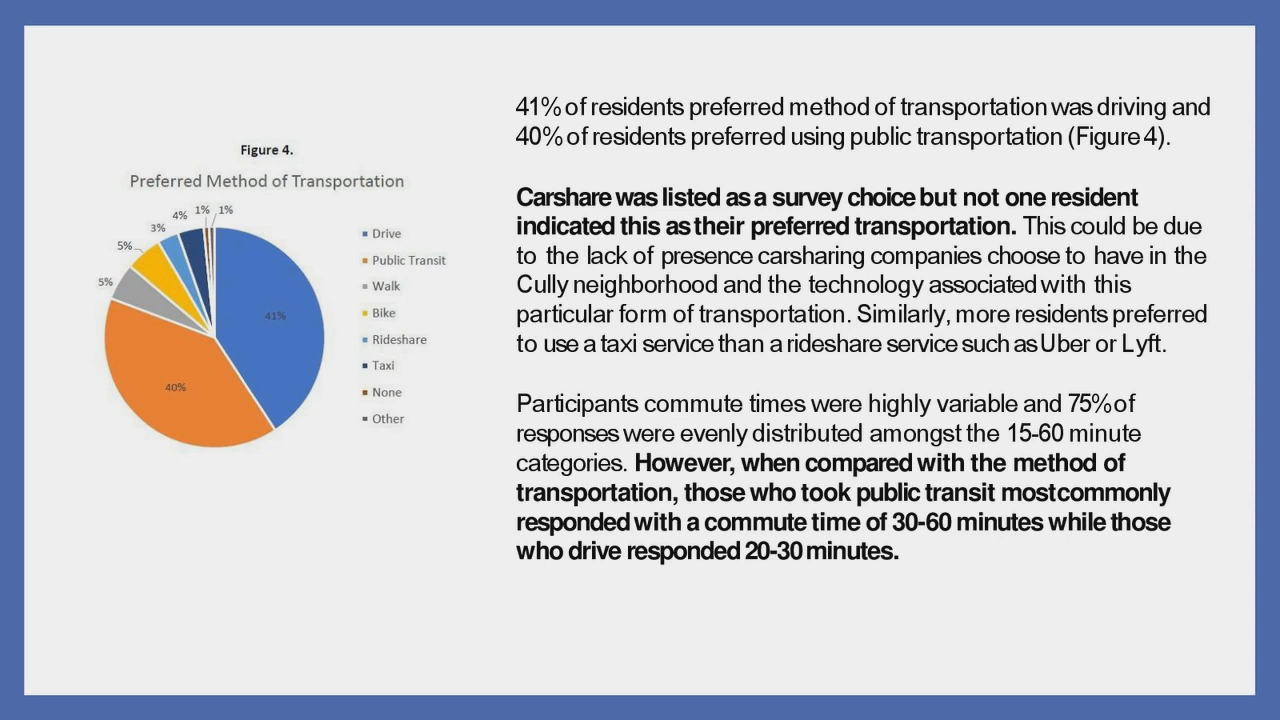 Figure 4.
Preferred Method of Transportation
1%
1%
4%
3%
5%
5%
41%
40%
Drive
Public Transit
Walk
Bike
Rideshare
Taxi
None
Other
41% of residents preferred method of transportation was driving and
40% of residents preferred using public transportation (Figure 4).
Carshare was listed as a survey choice but not one resident
indicated this as their preferred transportation. This could be due
to the lack of presence carsharing companies choose to have in the
Cully neighborhood and the technology associated with this
particular form of transportation. Similarly, more residents preferred
to use a taxi service than a rideshare service such as Uber or Lyft.
Participants commute times were highly variable and 75% of
responses were evenly distributed amongst the 15-60 minute
categories. However, when compared with the method of
transportation, those who took public transit most commonly
responded with a commute time of 30-60 minutes while those
who drive responded 20-30 minutes.